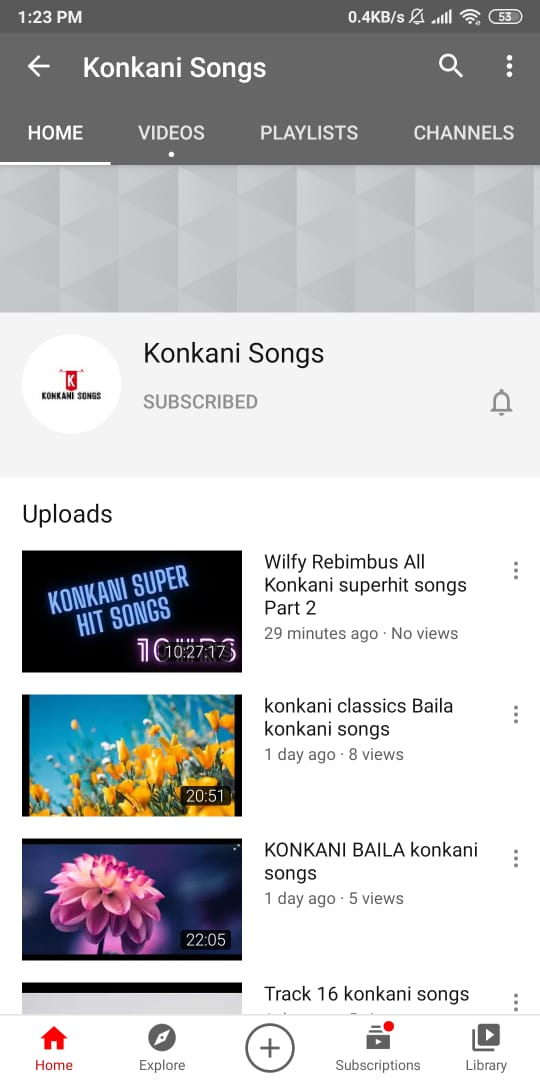 1:23 PM
0.4KB/s
53
Konkani Songs
HOME
VIDEOS
PLAYLISTS
CHANNELS
K
KONKANI SONGS
Konkani Songs
SUBSCRIBED
Uploads
KONKANI SUPER
HIT SONGS
10:27:17
Wilfy Rebimbus All
Konkani superhit songs
Part 2
29 minutes ago · No views
20:51
konkani classics Baila
konkani songs
1 day ago · 8 views
22:05
KONKANI BAILA konkani
songs
1 day ago · 5 views
Track 16 konkani songs
Home
Explore
Subscriptions
Library